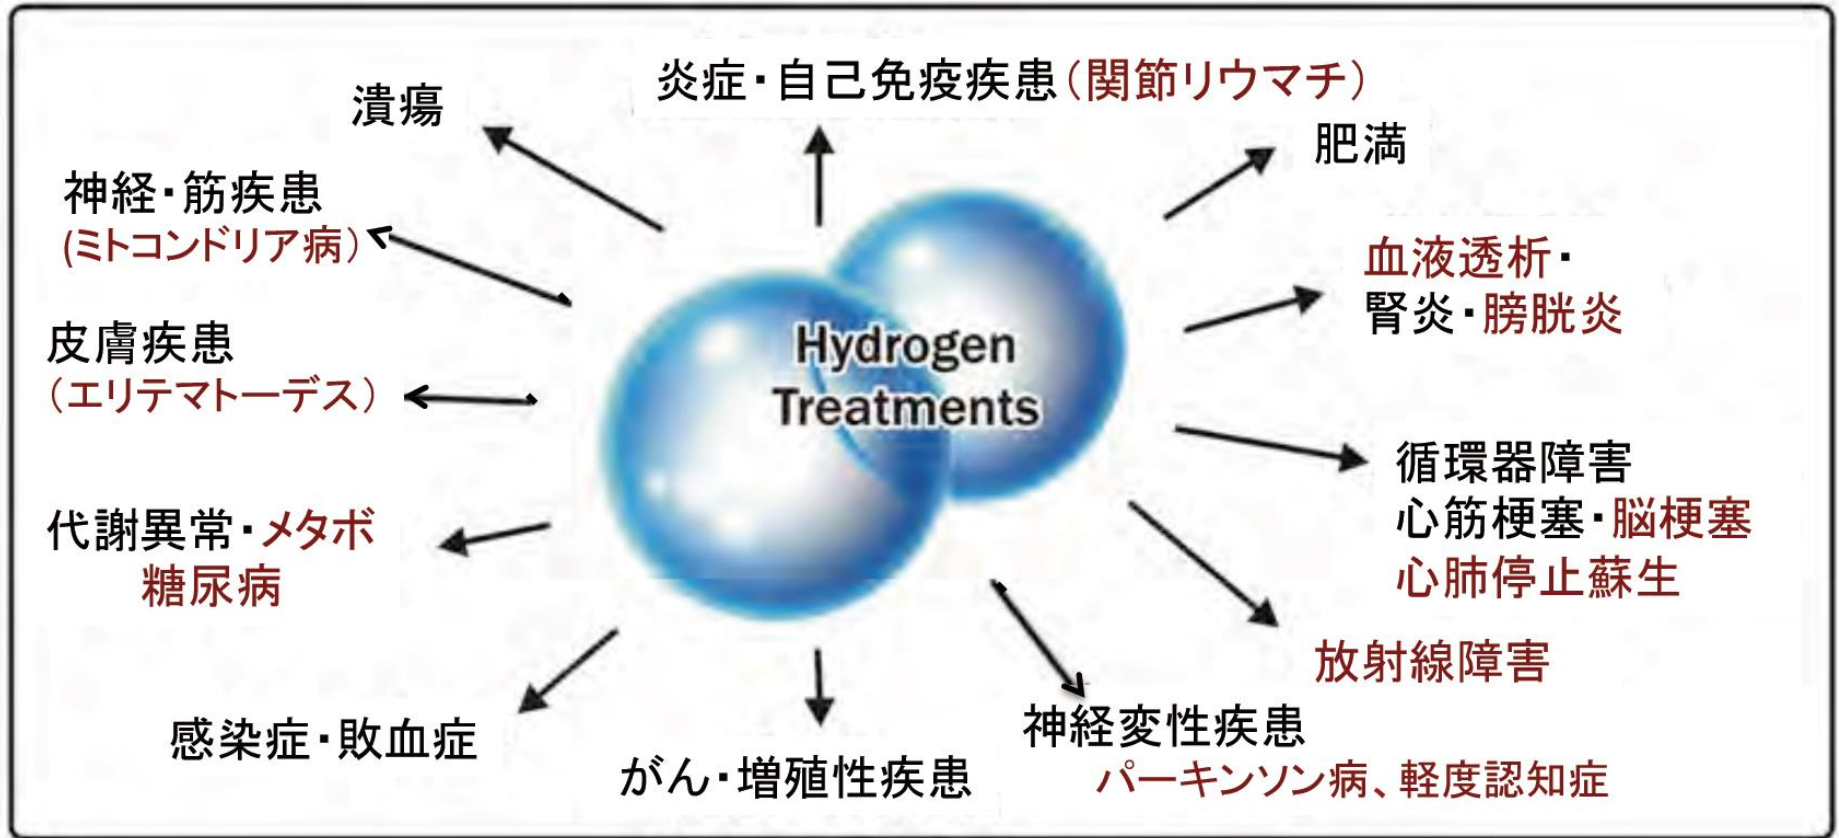 炎症・自己免疫疾患（関節リウマチ）
潰瘍
肥満
神経・筋疾患
(ミトコンドリア病）
血液透析・
腎炎・膀胱炎
皮膚疾患
（エリテマトーデス）
Hydrogen
Treatments
循環器障害
心筋梗塞・脳梗塞
心肺停止蘇生
代謝異常・メタボ
糖尿病
放射線障害
神経変性疾患
パーキンソン病、軽度認知症
感染症・敗血症
がん・増殖性疾患